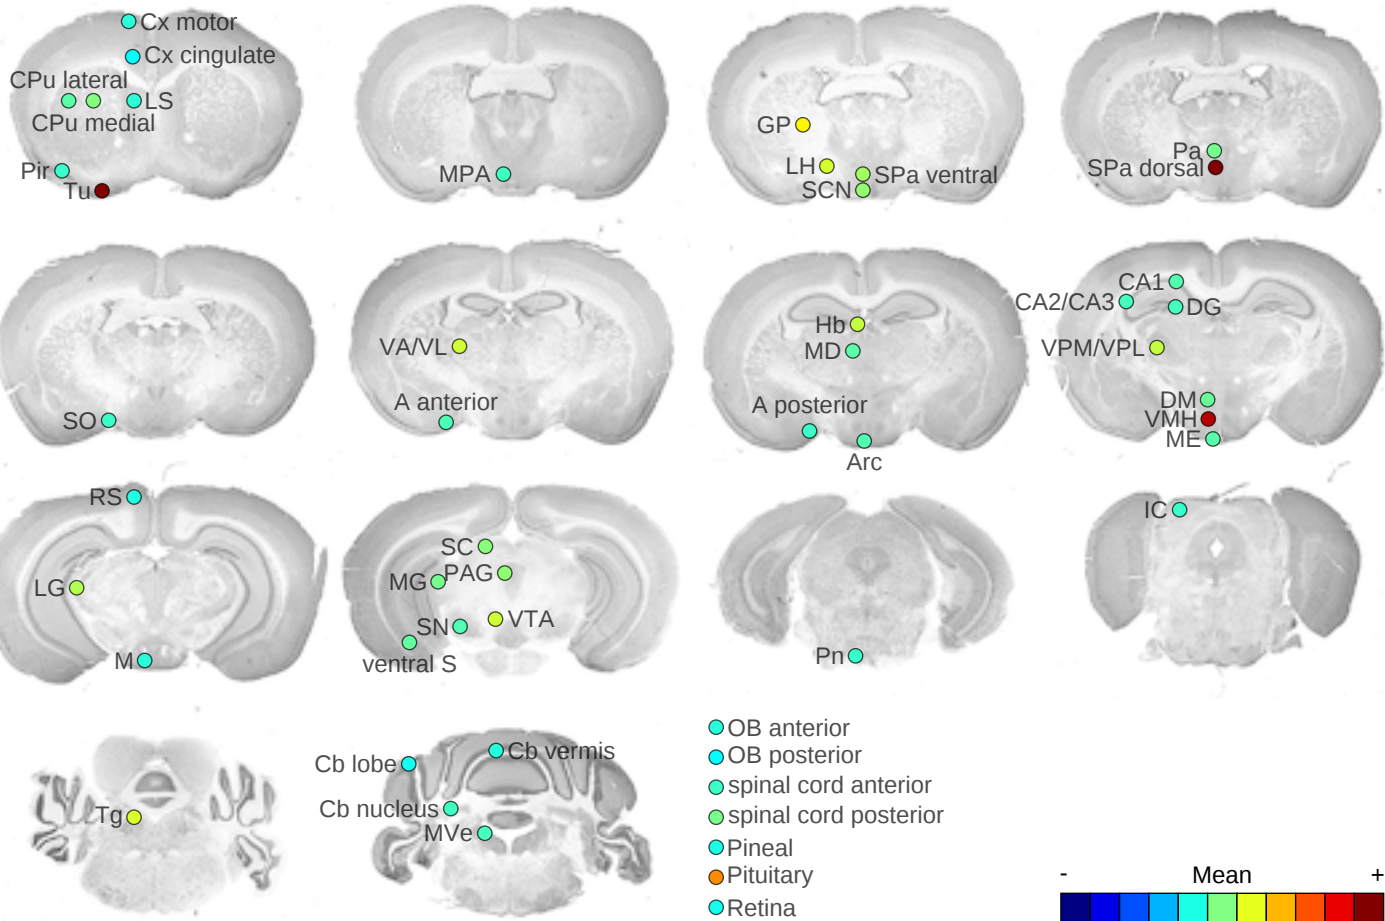 Cx motor
Cx cingulate
CPu lateral
LS
CPu medial
Pir
Tu
MPA
GP
LH
SPa ventral
SCN
Pa
SPa dorsal
SO
VA/VL
A anterior
Hb
MD
A posterior
Arc
CA1
CA2/CA3
DG
VPM/VPL
DM
VMH
ME
RS
LG
M
SC
MG
PAG
SN
VTA
ventral S
Pn
IC
Tg
Cb lobe
Cb vermis
Cb nucleus
MVe
OB anterior
OB posterior
spinal cord anterior
spinal cord posterior
Pineal
Pituitary
Retina
- Mean +